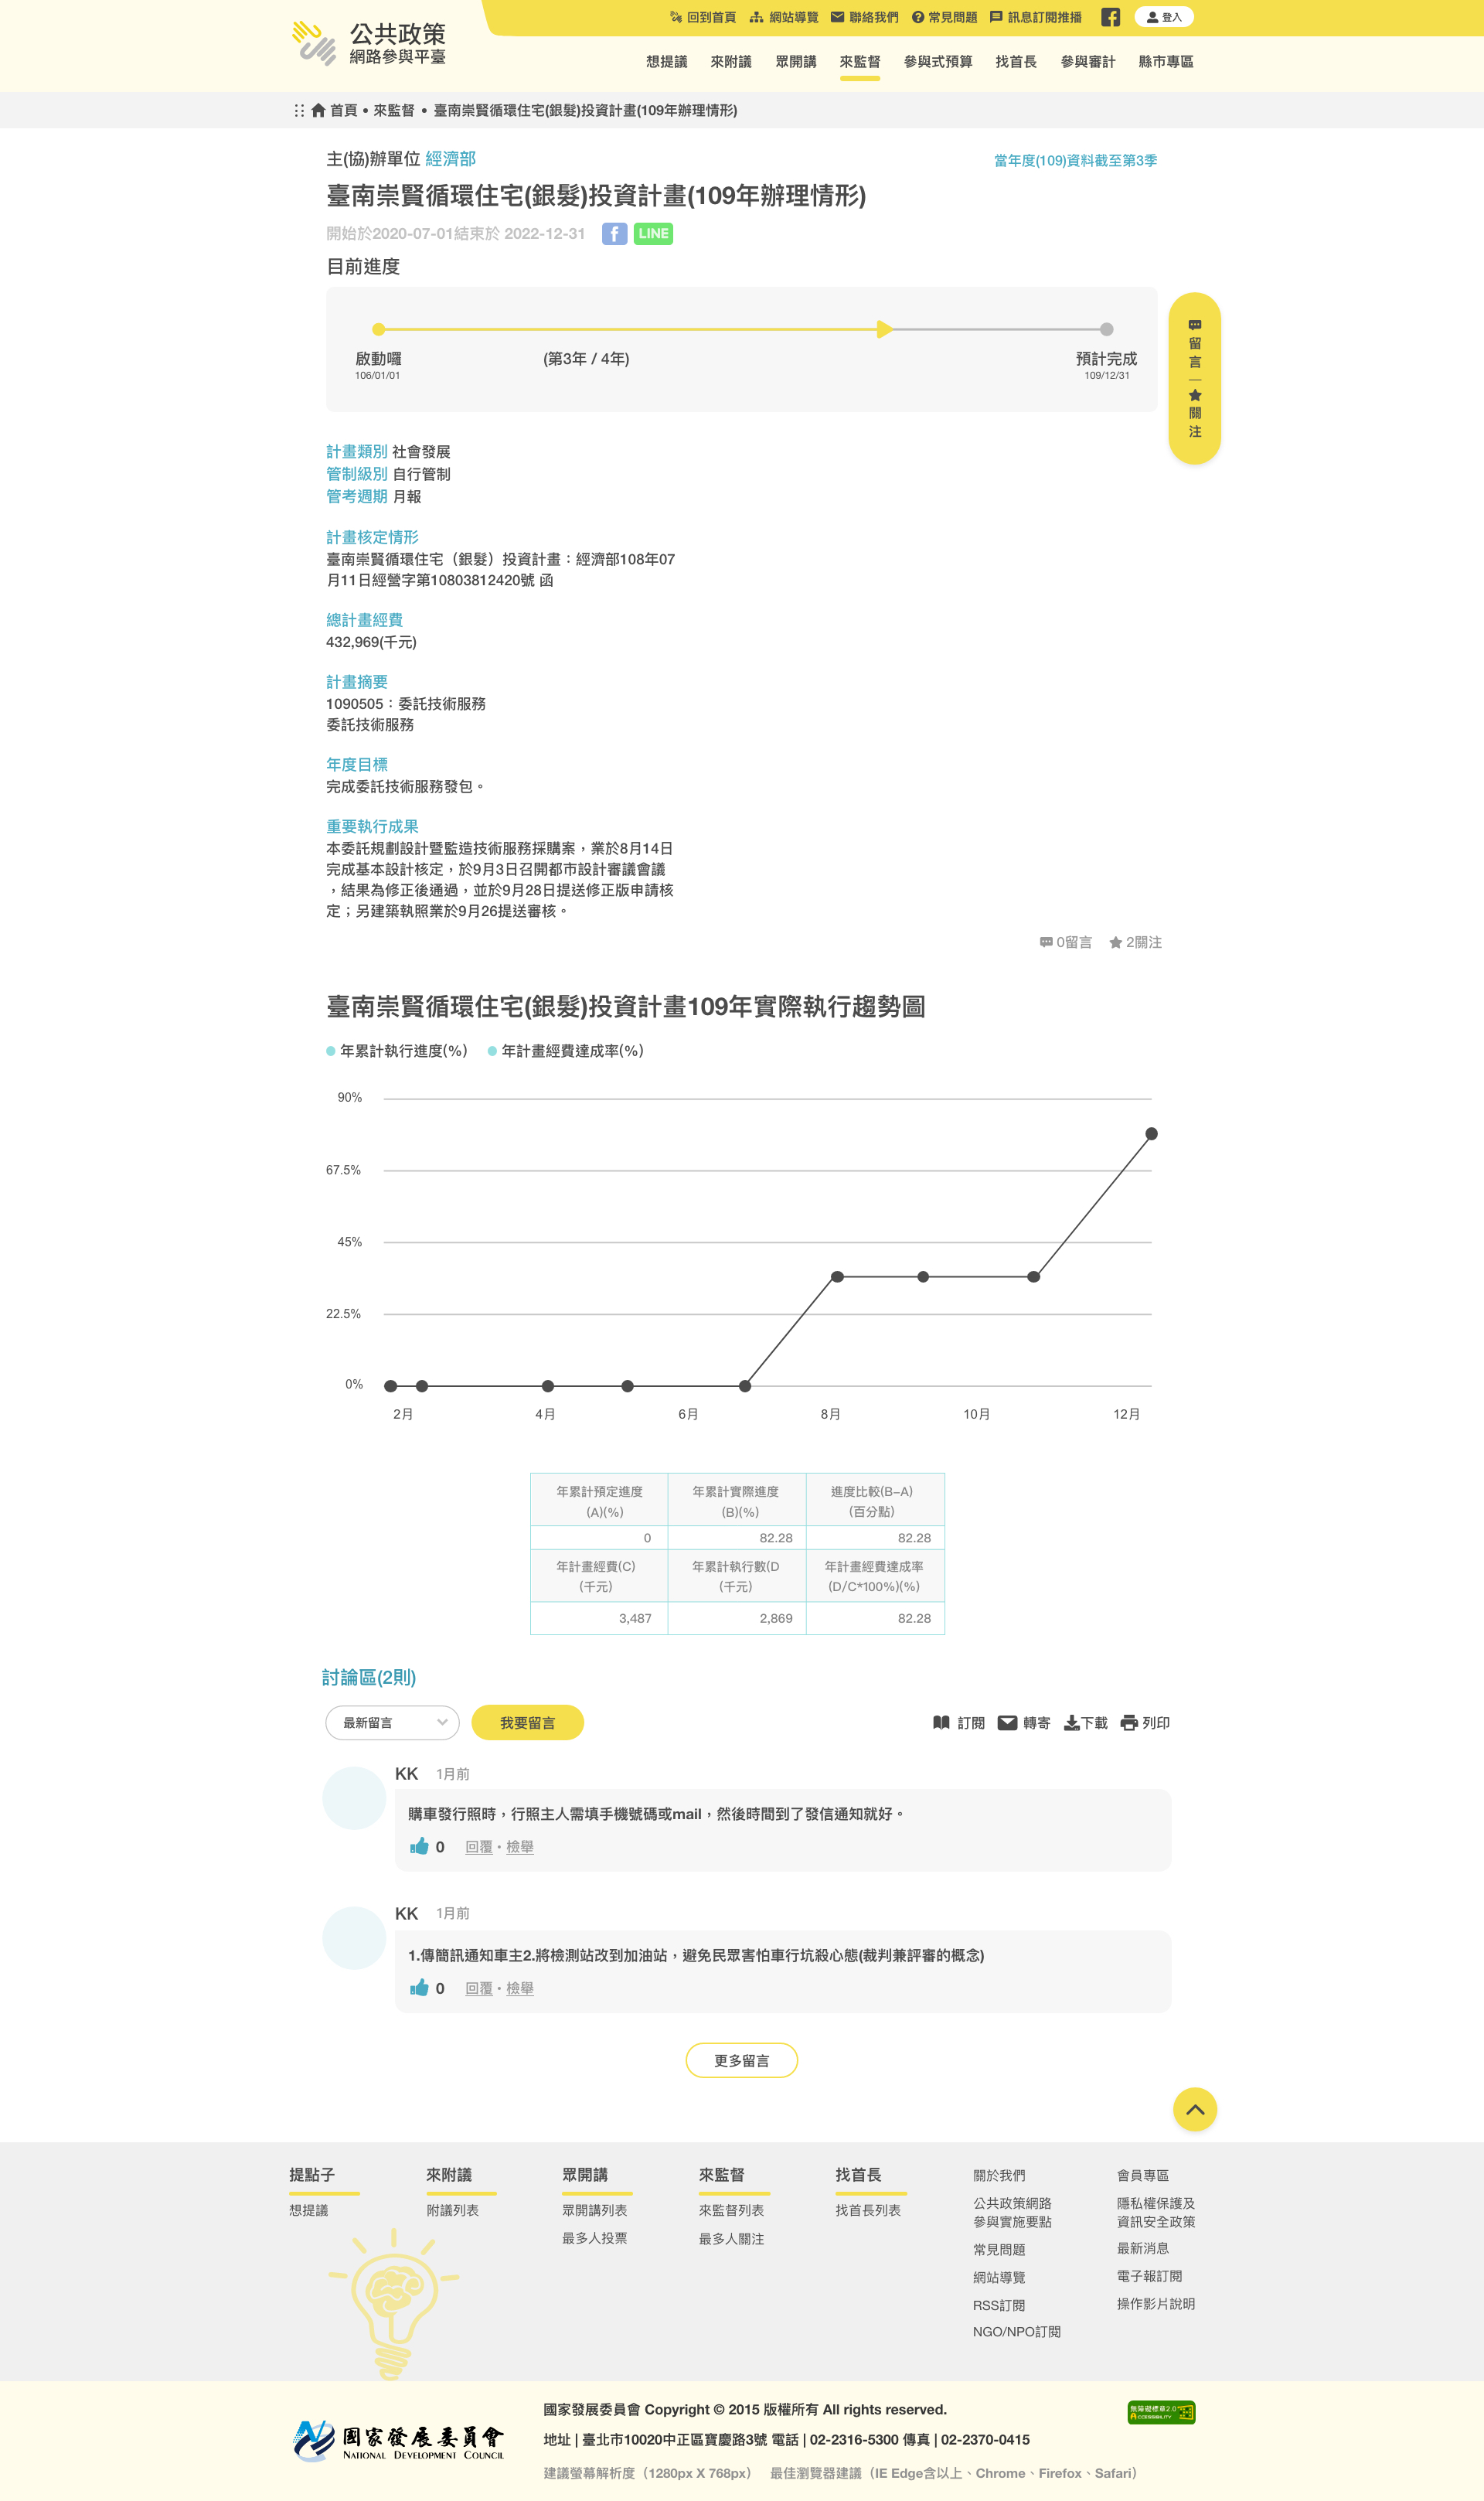 回到首頁 網站導覽 聯絡我們 常見問題 訊息訂閱推播 登入
公共政策
網路參與平臺
想提議 來附議 眾開講 來監督 參與式預算 找首長 參與審計 縣市專區
首頁 • 來監督 • 臺南崇賢循環住宅(銀髮)投資計畫(109年辦理情形)
主(協)辦單位 經濟部
當年度(109)資料截至第3季
臺南崇賢循環住宅(銀髮)投資計畫(109年辦理情形)
開始於2020-07-01結束於 2022-12-31 LINE
目前進度
啟動囉 (第3年 / 4年) 預計完成
106/01/01 109/12/31
留言
關注
計畫類別 社會發展
管制級別 自行管制
管考週期 月報
計畫核定情形
臺南崇賢循環住宅（銀髮）投資計畫：經濟部108年07
月11日經營字第10803812420號 函
總計畫經費
432,969(千元)
計畫摘要
1090505：委託技術服務
委託技術服務
年度目標
完成委託技術服務發包。
重要執行成果
本委託規劃設計暨監造技術服務採購案，業於8月14日
完成基本設計核定，於9月3日召開都市設計審議會議
，結果為修正後通過，並於9月28日提送修正版申請核
定；另建築執照業於9月26提送審核。
0留言 2關注
臺南崇賢循環住宅(銀髮)投資計畫109年實際執行趨勢圖
年累計執行進度(%) 年計畫經費達成率(%)
90%
67.5%
45%
22.5%
0%
2月 4月 6月 8月 10月 12月
年累計預定進度 年累計實際進度 進度比較(B–A)
(A)(%) (B)(%) (百分點)
0 82.28 82.28
年計畫經費(C) 年累計執行數(D 年計畫經費達成率
(千元) (千元) (D/C*100%)(%)
3,487 2,869 82.28
討論區(2則)
最新留言 我要留言 訂閱 轉寄 下載 列印
KK 1月前
購車發行照時，行照主人需填手機號碼或mail，然後時間到了發信通知就好。
0 回覆・檢舉
KK 1月前
1.傳簡訊通知車主2.將檢測站改到加油站，避免民眾害怕車行坑殺心態(裁判兼評審的概念)
0 回覆・檢舉
更多留言
提點子 來附議 眾開講 來監督 找首長 關於我們 會員專區
想提議 附議列表 眾開講列表 來監督列表 找首長列表 公共政策網路 隱私權保護及
參與實施要點 資訊安全政策
最多人投票 最多人關注 常見問題 最新消息
網站導覽 電子報訂閱
RSS訂閱 操作影片說明
NGO/NPO訂閱
國家發展委員會
NATIONAL DEVELOPMENT COUNCIL
國家發展委員會 Copyright © 2015 版權所有 All rights reserved.
地址 | 臺北市10020中正區寶慶路3號 電話 | 02-2316-5300 傳真 | 02-2370-0415
建議螢幕解析度（1280px X 768px） 最佳瀏覽器建議（IE Edge含以上、Chrome、Firefox、Safari）
無障礙標章2.0
ACCESSIBILITY